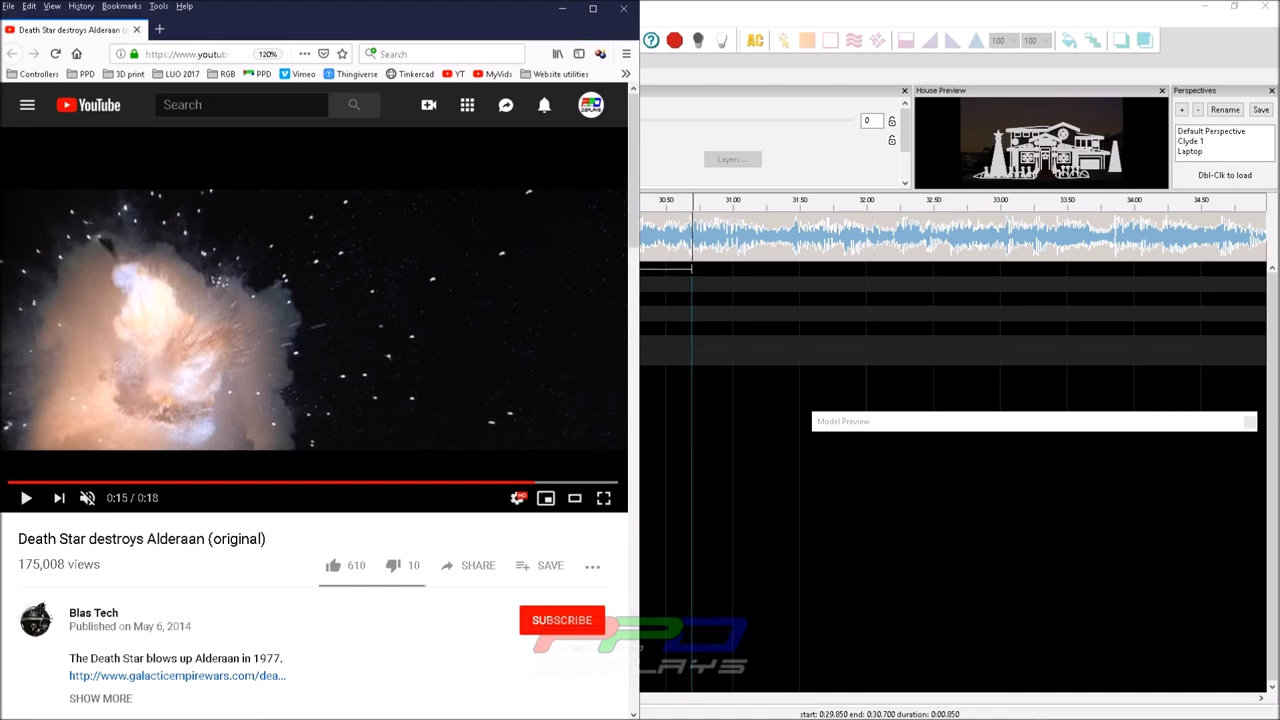 File Edit View History Bookmarks Tools Help
Death Star destroys Alderaan (o
https://www.youtub 120% Search
Controllers PPD 3D print LUO 2017 RGB PPD Vimeo Thingiverse Tinkercad YT MyVids Website utilities
YouTube Search
0:15 / 0:18
HD
Death Star destroys Alderaan (original)
175,008 views
610 10 SHARE SAVE
Blas Tech
Published on May 6, 2014
SUBSCRIBE
The Death Star blows up Alderaan in 1977.
http://www.galacticempirewars.com/dea...
SHOW MORE
AC 100 100
House Preview Perspectives
0 + - Rename Save
Default Perspective
Clyde 1
Laptop
Layers ...
Dbl-Clk to load
30.50 31.00 31.50 32.00 32.50 33.00 33.50 34.00 34.50
Model Preview
PPD
DISPLAYS
start: 0:29.850 end: 0:30.700 duration: 0:00.850